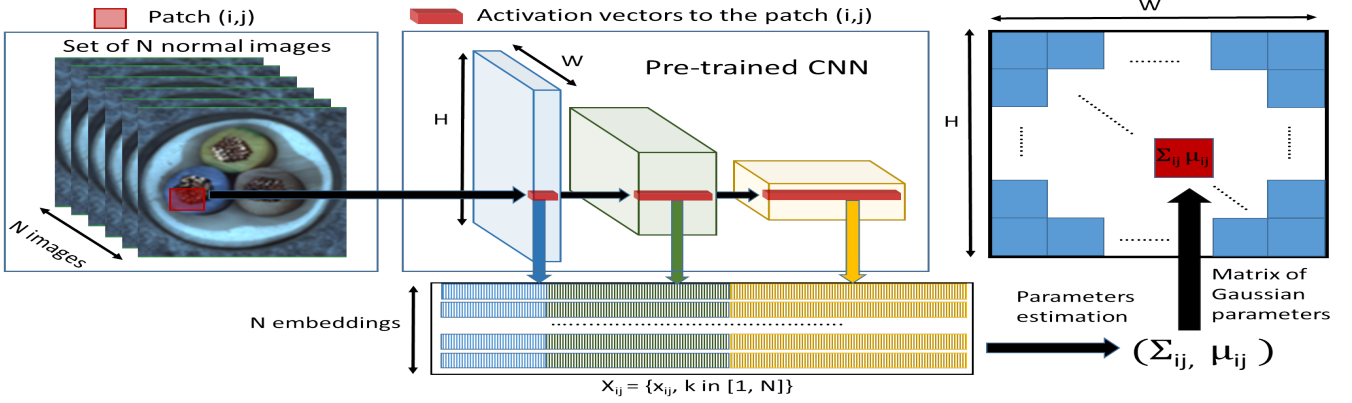 Patch (i,j)
Activation vectors to the patch (i,j)
W
Set of N normal images
Pre-trained CNN
W
H
H
Σij μij
N images
N embeddings
Parameters
estimation
Matrix of
Gaussian
parameters
(Σij, μij )
Xij = {xij, k in [1, N]}